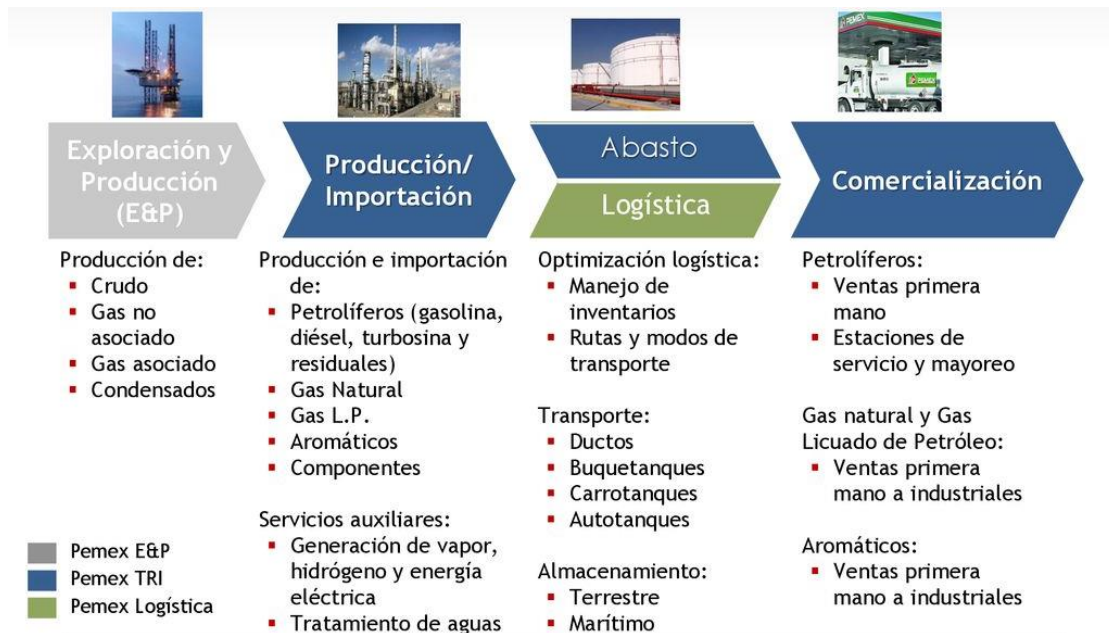 Exploración y
Producción
(E&P)
Producción de:
▪ Crudo
▪ Gas no
asociado
▪ Gas asociado
▪ Condensados
Producción/
Importación
Producción e importación
de:
▪ Petrolíferos (gasolina,
diésel, turbosina y
residuales)
▪ Gas Natural
▪ Gas L.P.
▪ Aromáticos
▪ Componentes
Servicios auxiliares:
▪ Generación de vapor,
hidrógeno y energía
eléctrica
▪ Tratamiento de aguas
Abasto
Logística
Optimización logística:
▪ Manejo de
inventarios
▪ Rutas y modos de
transporte
Transporte:
▪ Ductos
▪ Buquetanques
▪ Carrotanques
▪ Autotanques
Almacenamiento:
▪ Terrestre
▪ Marítimo
PEMEX
PEMEX
Comercialización
Petrolíferos:
▪ Ventas primera
mano
▪ Estaciones de
servicio y mayoreo
Gas natural y Gas
Licuado de Petróleo:
▪ Ventas primera
mano a industriales
Aromáticos:
▪ Ventas primera
mano a industriales
Pemex E&P
Pemex TRI
Pemex Logística